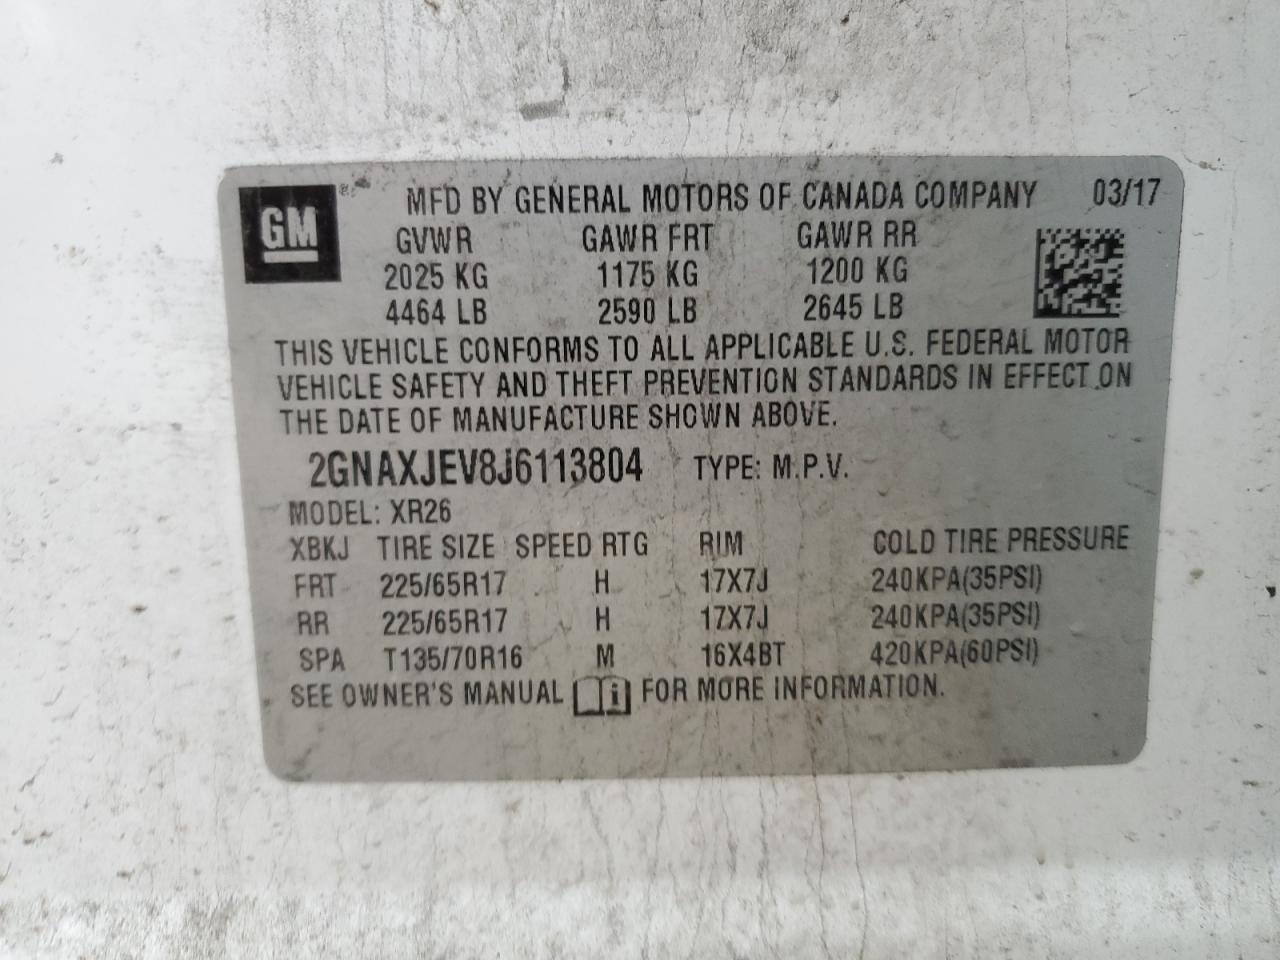 GM ® MFD BY GENERAL MOTORS OF CANADA COMPANY 03/17
GVWR GAWR FRT GAWR RR
2025 KG 1175 KG 1200 KG
4464 LB 2590 LB 2645 LB
THIS VEHICLE CONFORMS TO ALL APPLICABLE U.S. FEDERAL MOTOR
VEHICLE SAFETY AND THEFT PREVENTION STANDARDS IN EFFECT ON
THE DATE OF MANUFACTURE SHOWN ABOVE.
2GNAXJEV8J6113804 TYPE: M.P.V.
MODEL: XR26
XBKJ TIRE SIZE SPEED RTG RIM COLD TIRE PRESSURE
FRT 225/65R17 H 17X7J 240KPA(35PSI)
RR 225/65R17 H 17X7J 240KPA(35PSI)
SPA T135/70R16 M 16X4BT 420KPA(60PSI)
SEE OWNER'S MANUAL i FOR MORE INFORMATION.